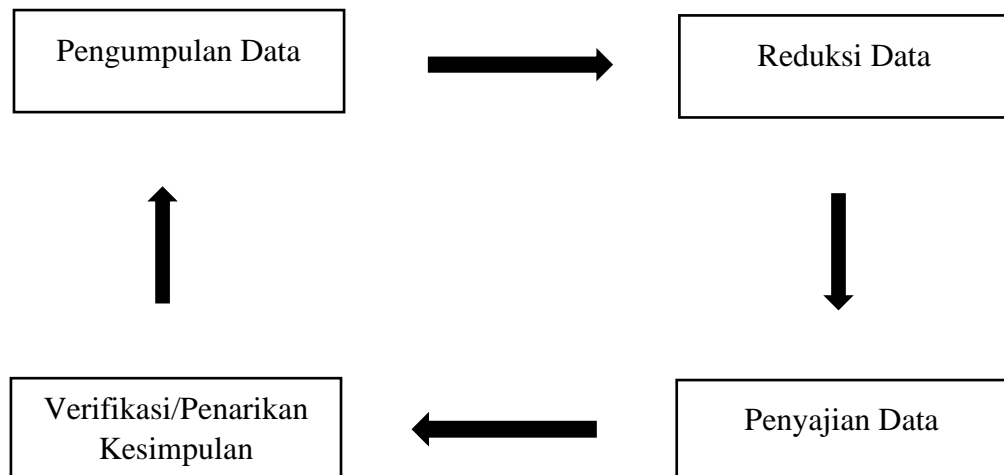 Pengumpulan Data
Reduksi Data
Verifikasi/Penarikan
Kesimpulan
Penyajian Data